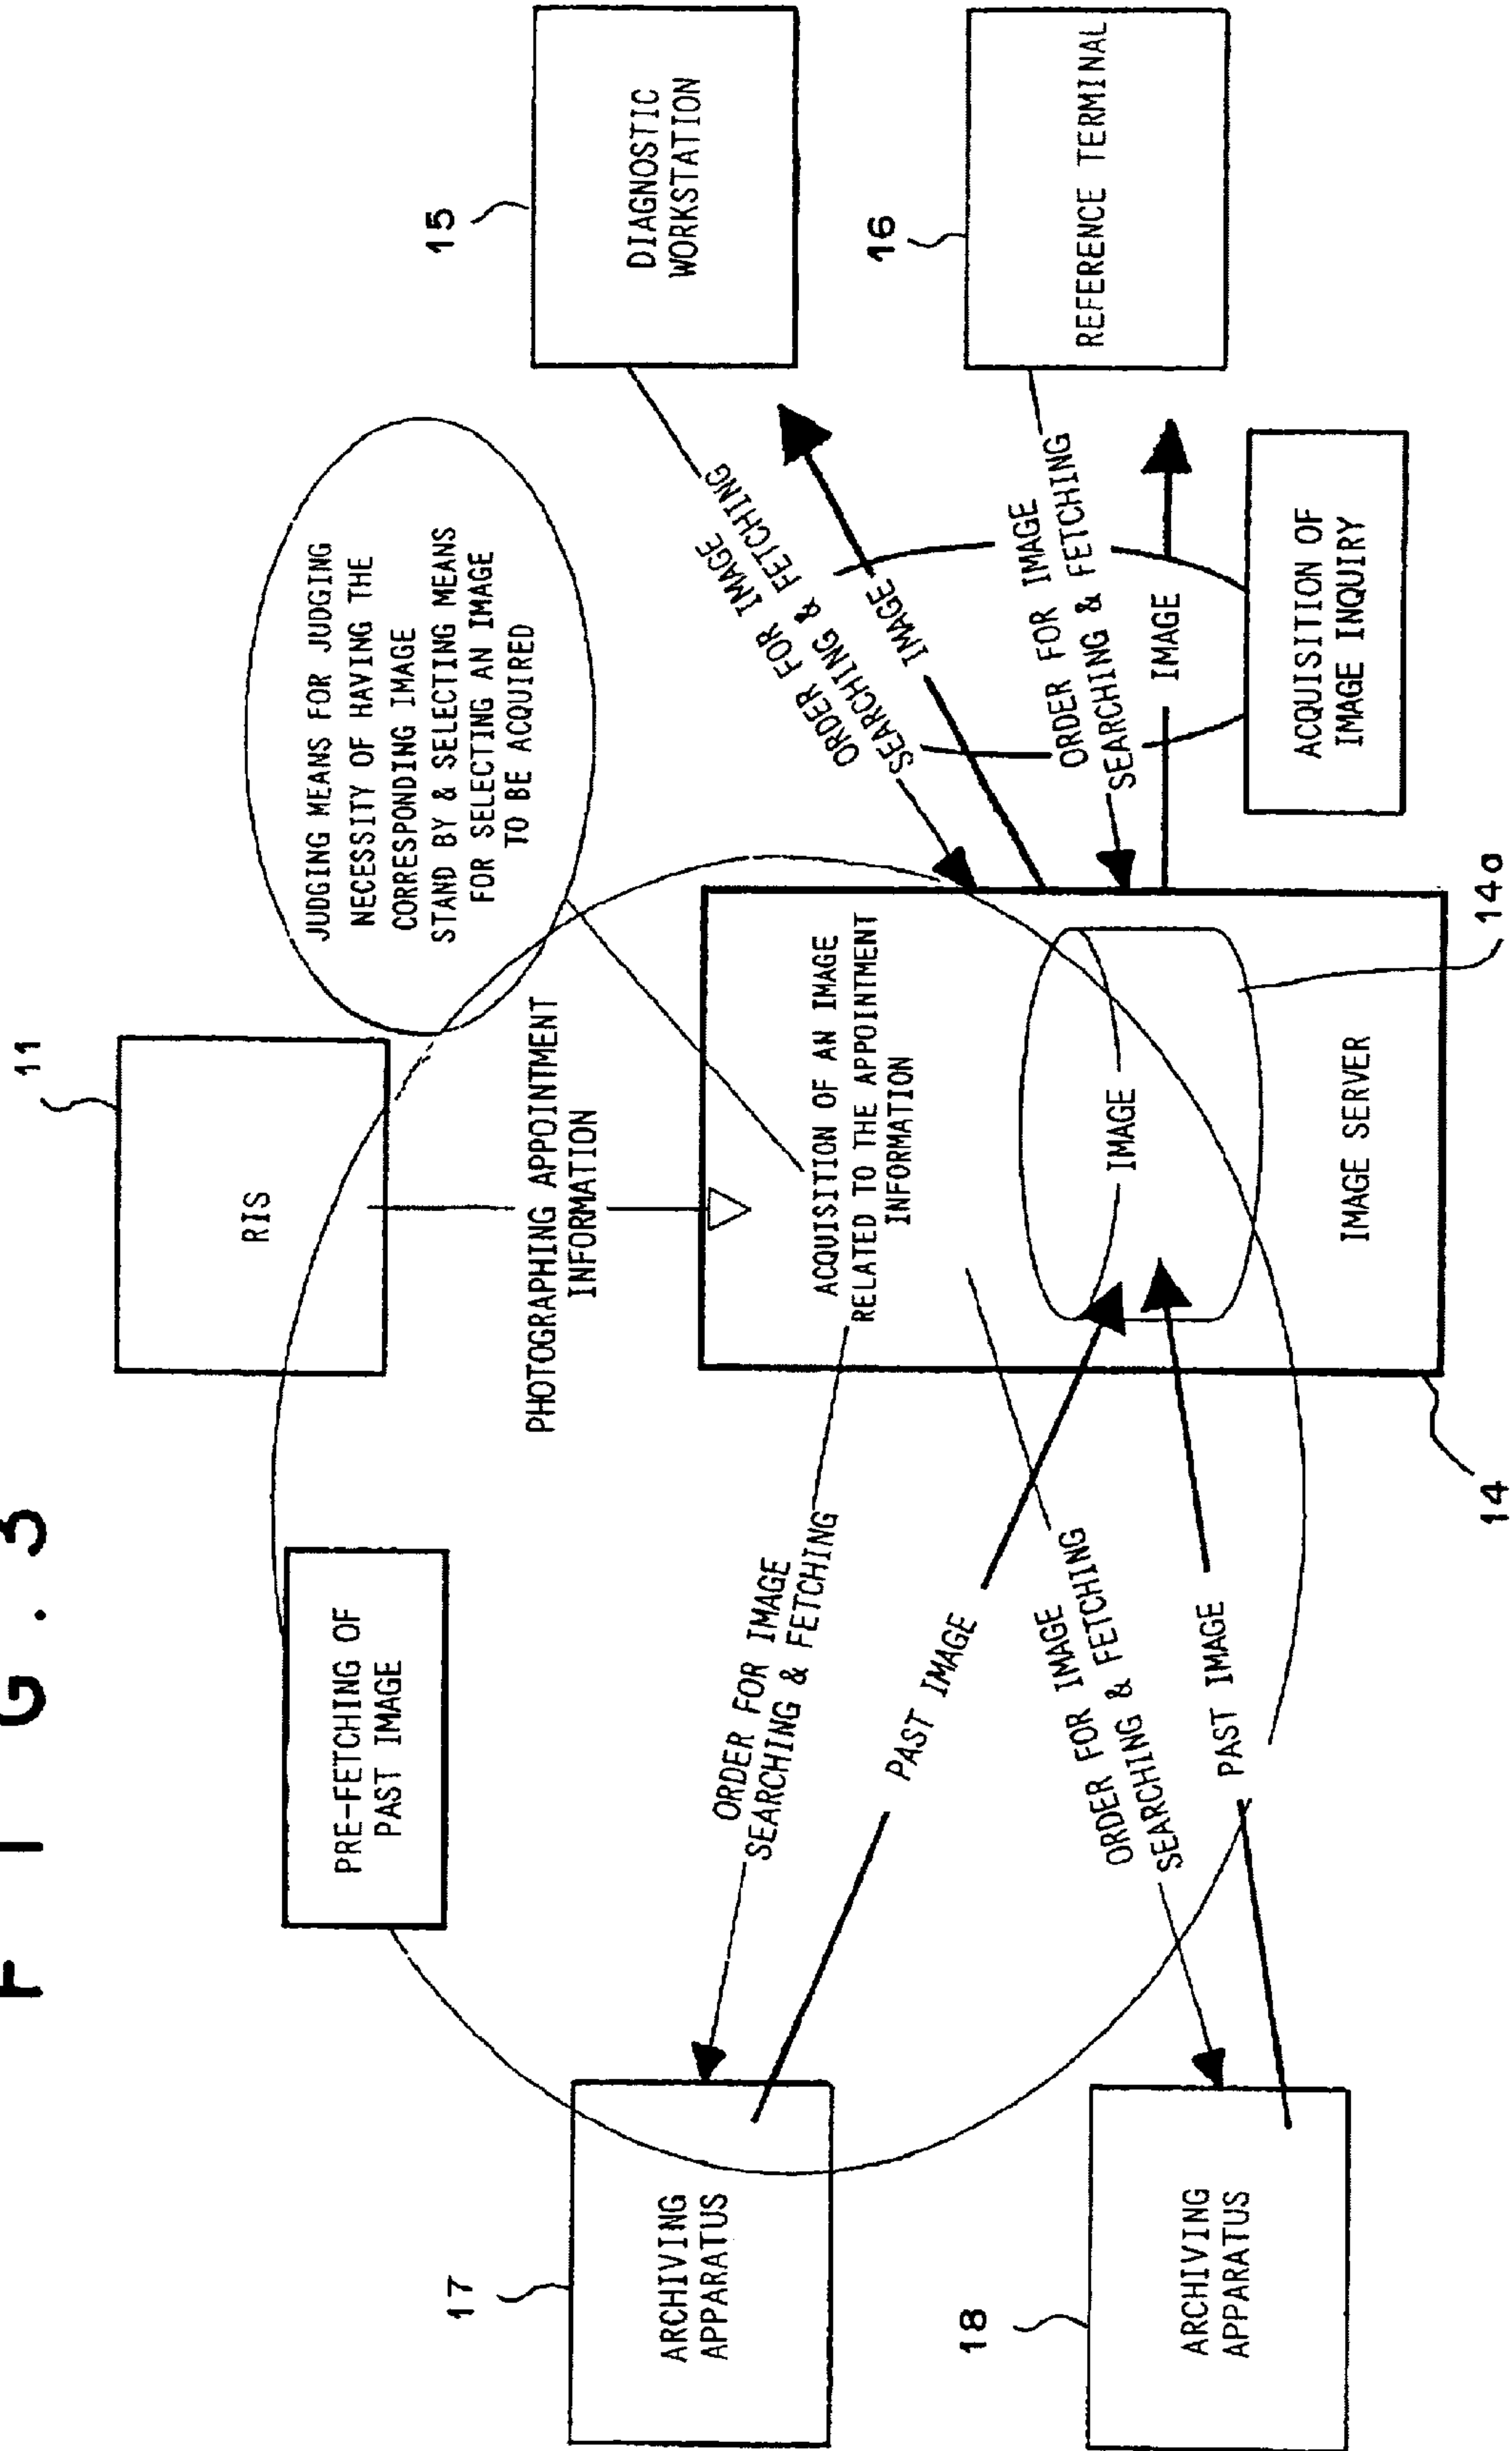 FIG. 3
11
RIS
PRE-FETCHING OF
PAST IMAGE
JUDGING MEANS FOR JUDGING
NECESSITY OF HAVING THE
CORRESPONDING IMAGE
STAND BY & SELECTING MEANS
FOR SELECTING AN IMAGE
TO BE ACQUIRED
PHOTOGRAPHING APPOINTMENT
INFORMATION
17
ARCHIVING
APPARATUS
ORDER FOR IMAGE
SEARCHING & FETCHING
PAST IMAGE
18
ARCHIVING
APPARATUS
ORDER FOR IMAGE
SEARCHING & FETCHING
PAST IMAGE
ACQUISITION OF AN IMAGE
RELATED TO THE APPOINTMENT
INFORMATION
IMAGE
IMAGE SERVER
14
14a
15
DIAGNOSTIC
WORKSTATION
ORDER FOR IMAGE
SEARCHING & FETCHING
IMAGE
16
REFERENCE TERMINAL
ORDER FOR IMAGE
SEARCHING & FETCHING
IMAGE
ACQUISITION OF
IMAGE INQUIRY